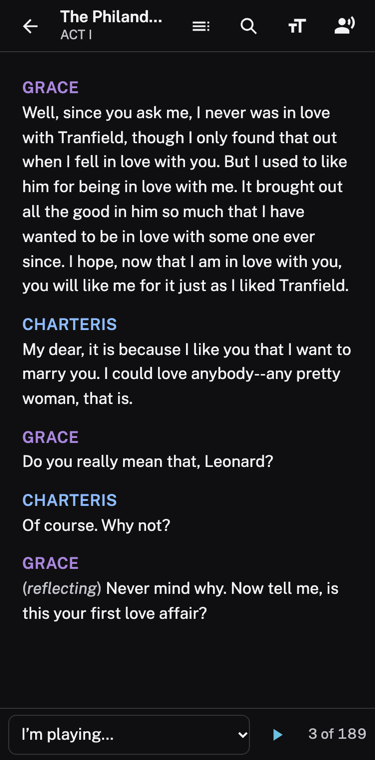 The Philand...
ACT I
GRACE
Well, since you ask me, I never was in love
with Tranfield, though I only found that out
when I fell in love with you. But I used to like
him for being in love with me. It brought out
all the good in him so much that I have
wanted to be in love with some one ever
since. I hope, now that I am in love with you,
you will like me for it just as I liked Tranfield.
CHARTERIS
My dear, it is because I like you that I want to
marry you. I could love anybody--any pretty
woman, that is.
GRACE
Do you really mean that, Leonard?
CHARTERIS
Of course. Why not?
GRACE
(reflecting) Never mind why. Now tell me, is
this your first love affair?
I'm playing...
3 of 189